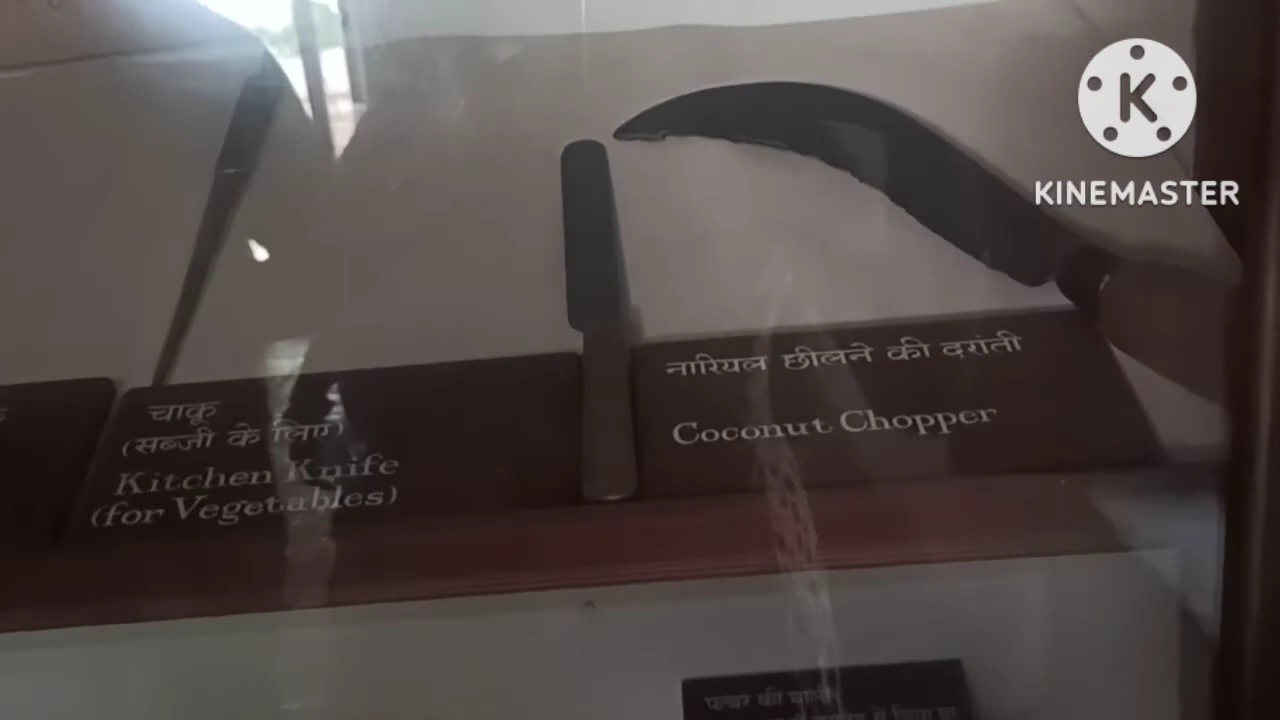 चाकू
(सब्जी के लिए)
Kitchen Knife
(for Vegetables)
नारियल छीलने की दरांती
Coconut Chopper
K
KINEMASTER
पत्थर की